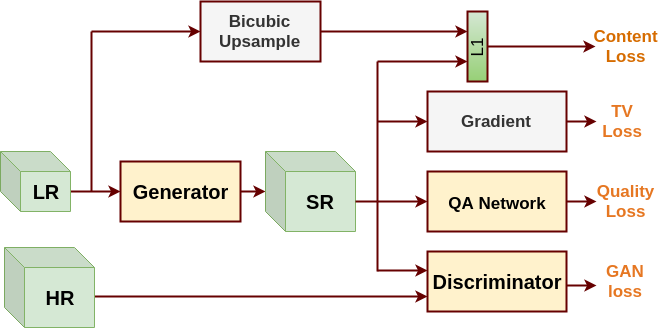 Bicubic
Upsample
L1
Content
Loss
Gradient
TV
Loss
LR
Generator
SR
QA Network
Quality
Loss
HR
Discriminator
GAN
loss